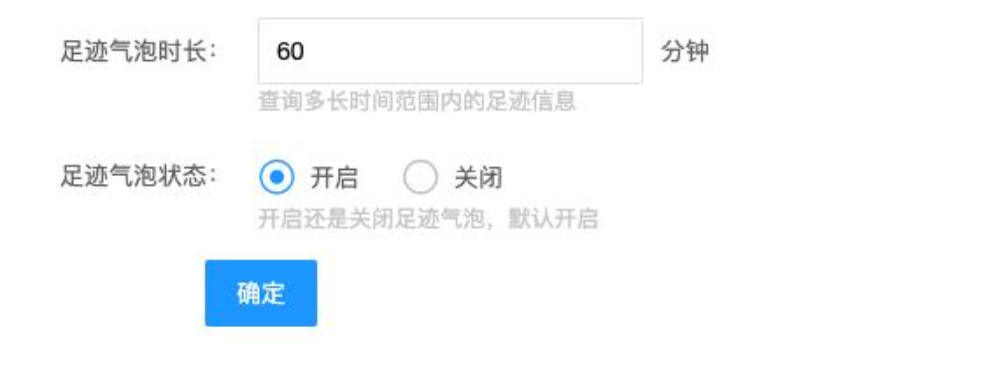 足迹气泡时长： 60 分钟
查询多长时间范围内的足迹信息
足迹气泡状态： 开启 关闭
开启还是关闭足迹气泡，默认开启
确定